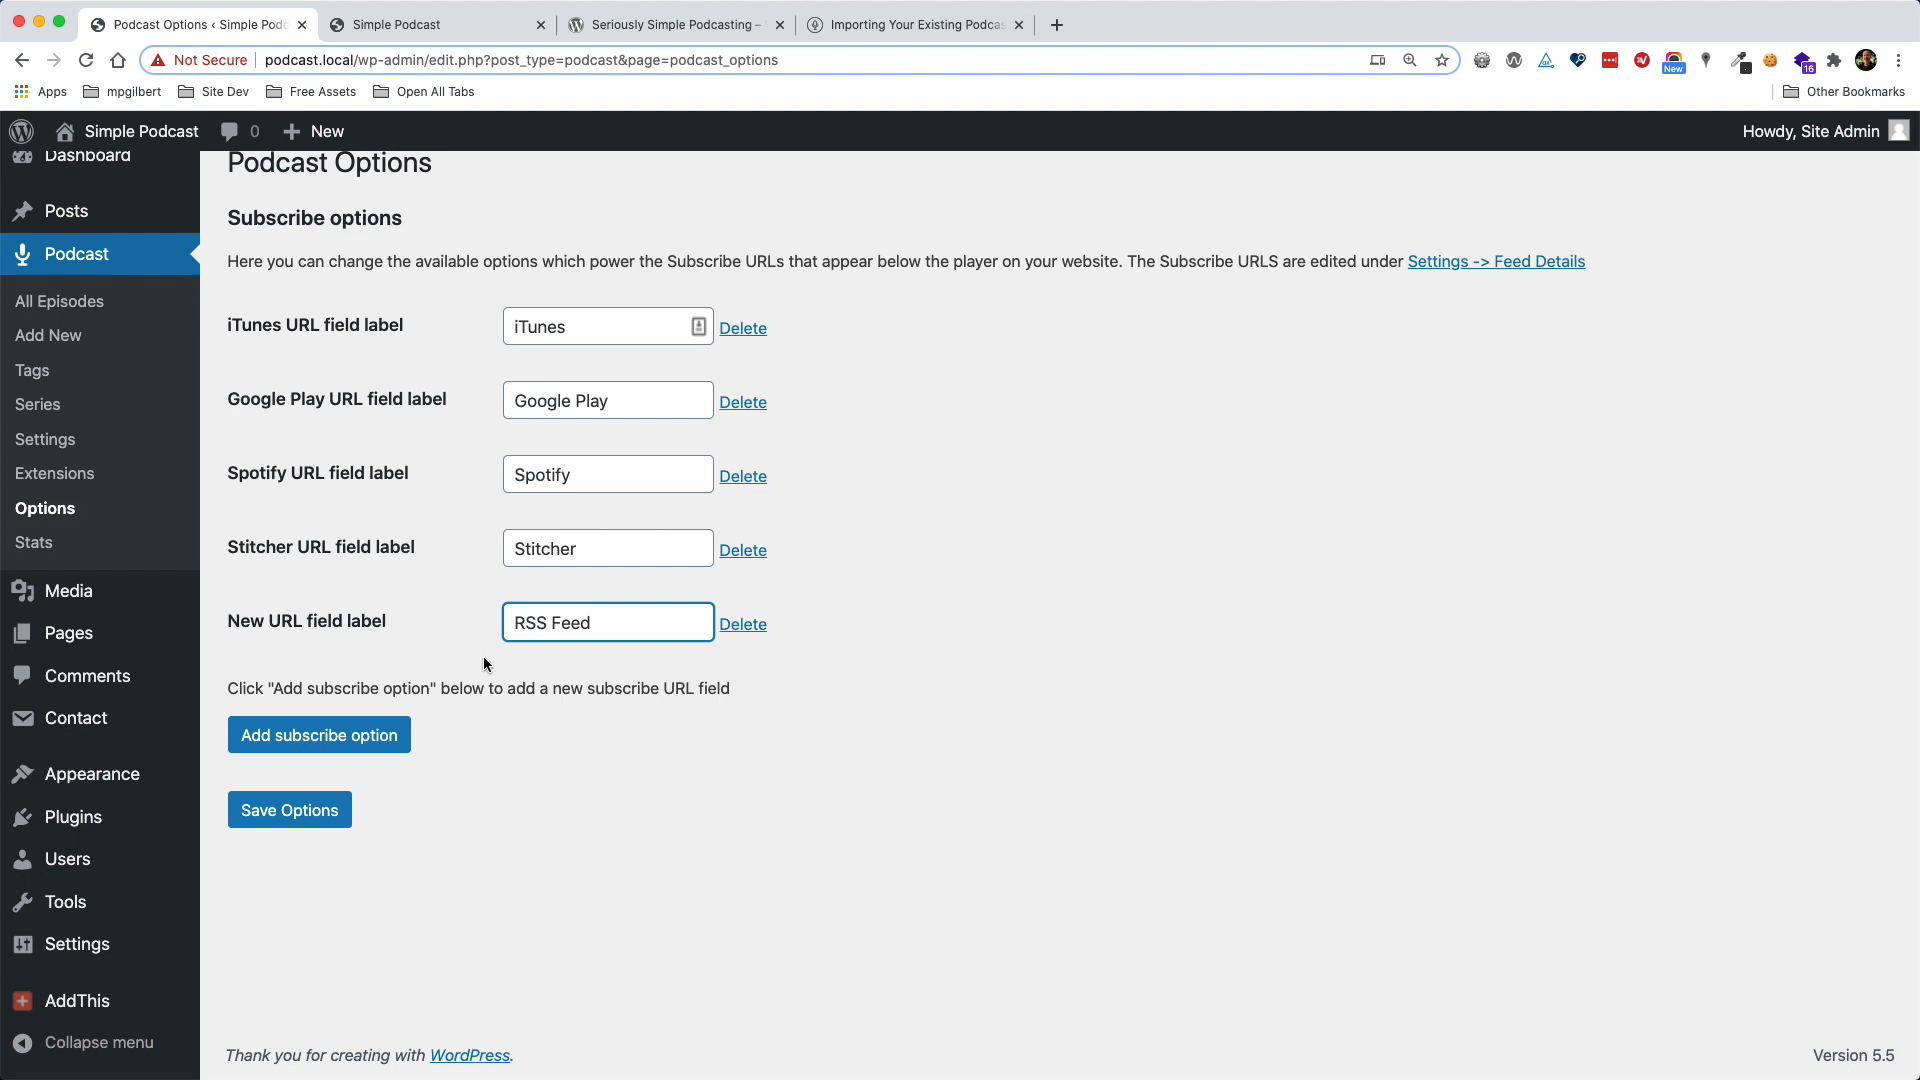 Podcast Options ‹ Simple Podc
Simple Podcast
Seriously Simple Podcasting –
Importing Your Existing Podcas
Not Secure
podcast.local/wp-admin/edit.php?post_type=podcast&page=podcast_options
New
16
Apps
mpgilbert
Site Dev
Free Assets
Open All Tabs
Other Bookmarks
Simple Podcast
0
New
Howdy, Site Admin
Dashboard
Posts
Podcast
All Episodes
Add New
Tags
Series
Settings
Extensions
Options
Stats
Media
Pages
Comments
Contact
Appearance
Plugins
Users
Tools
Settings
AddThis
Collapse menu
Podcast Options
Subscribe options
Here you can change the available options which power the Subscribe URLs that appear below the player on your website. The Subscribe URLS are edited under Settings -> Feed Details
iTunes URL field label
iTunes
Delete
Google Play URL field label
Google Play
Delete
Spotify URL field label
Spotify
Delete
Stitcher URL field label
Stitcher
Delete
New URL field label
RSS Feed
Delete
Click "Add subscribe option" below to add a new subscribe URL field
Add subscribe option
Save Options
Thank you for creating with WordPress.
Version 5.5